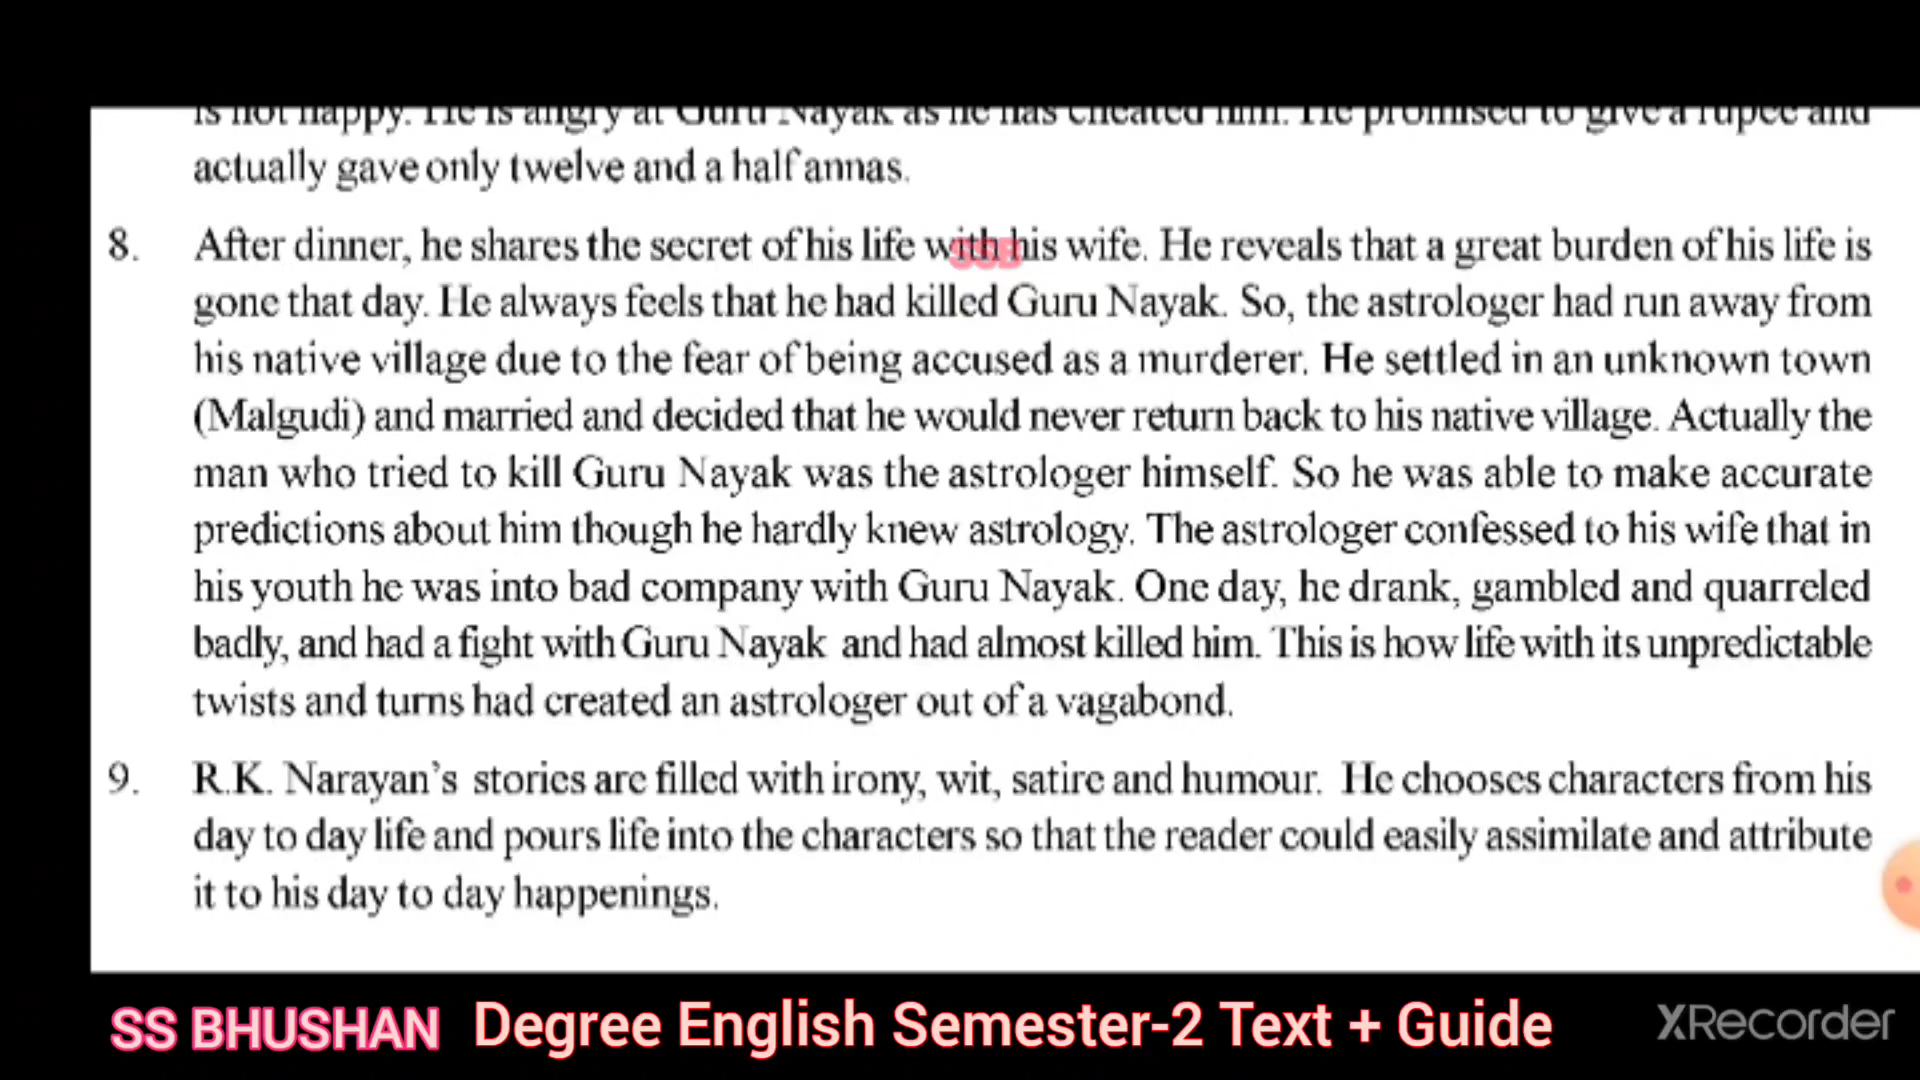 is not happy. He is angry at Guru Nayak as he has cheated him. He promised to give a rupee and
actually gave only twelve and a half annas.
8. After dinner, he shares the secret of his life with his wife. He reveals that a great burden of his life is
gone that day. He always feels that he had killed Guru Nayak. So, the astrologer had run away from
his native village due to the fear of being accused as a murderer. He settled in an unknown town
(Malgudi) and married and decided that he would never return back to his native village. Actually the
man who tried to kill Guru Nayak was the astrologer himself. So he was able to make accurate
predictions about him though he hardly knew astrology. The astrologer confessed to his wife that in
his youth he was into bad company with Guru Nayak. One day, he drank, gambled and quarreled
badly, and had a fight with Guru Nayak and had almost killed him. This is how life with its unpredictable
twists and turns had created an astrologer out of a vagabond.
9. R.K. Narayan's stories are filled with irony, wit, satire and humour. He chooses characters from his
day to day life and pours life into the characters so that the reader could easily assimilate and attribute
it to his day to day happenings.
SSB
SS BHUSHAN Degree English Semester-2 Text + Guide
XRecorder